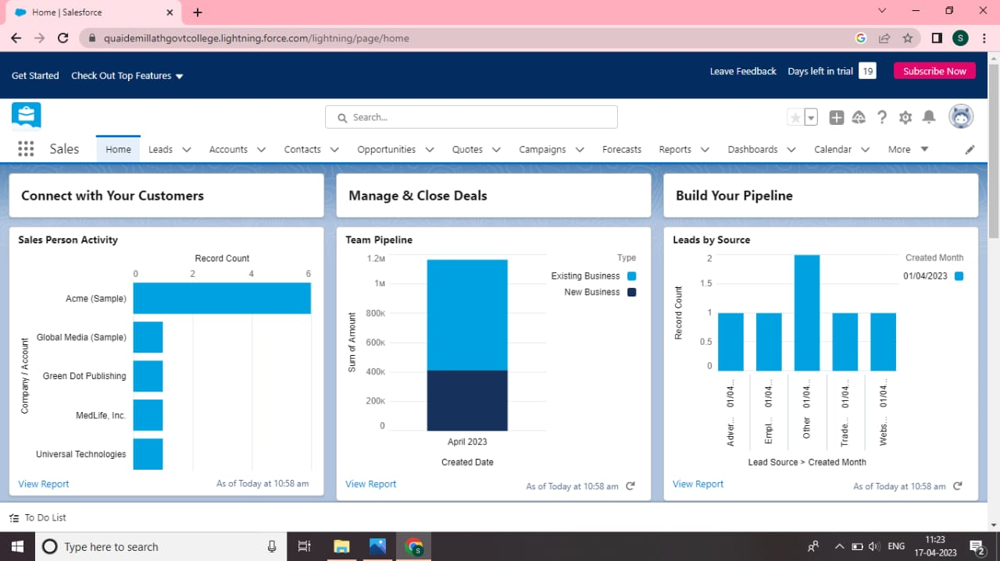 Home | Salesforce
quaidemillathgovtcollege.lightning.force.com/lightning/page/home
S
Get Started Check Out Top Features
Leave Feedback Days left in trial 19 Subscribe Now
Search...
Sales Home Leads Accounts Contacts Opportunities Quotes Campaigns Forecasts Reports Dashboards Calendar More
Connect with Your Customers
Sales Person Activity
Record Count
0 2 4 6
Company / Account
Acme (Sample)
Global Media (Sample)
Green Dot Publishing
MedLife, Inc.
Universal Technologies
View Report As of Today at 10:58 am
Manage & Close Deals
Team Pipeline
Type
Existing Business
New Business
Sum of Amount
1.2M
1M
800K
600K
400K
200K
0
April 2023
Created Date
View Report As of Today at 10:58 am
Build Your Pipeline
Leads by Source
Created Month
01/04/2023
Record Count
2
1.5
1
0.5
0
Adver... 01/04...
Empl... 01/04...
Other 01/04...
Trade... 01/04...
Webs... 01/04...
Lead Source > Created Month
View Report As of Today at 10:58 am
To Do List
Type here to search
S
ENG
11:23
17-04-2023
2